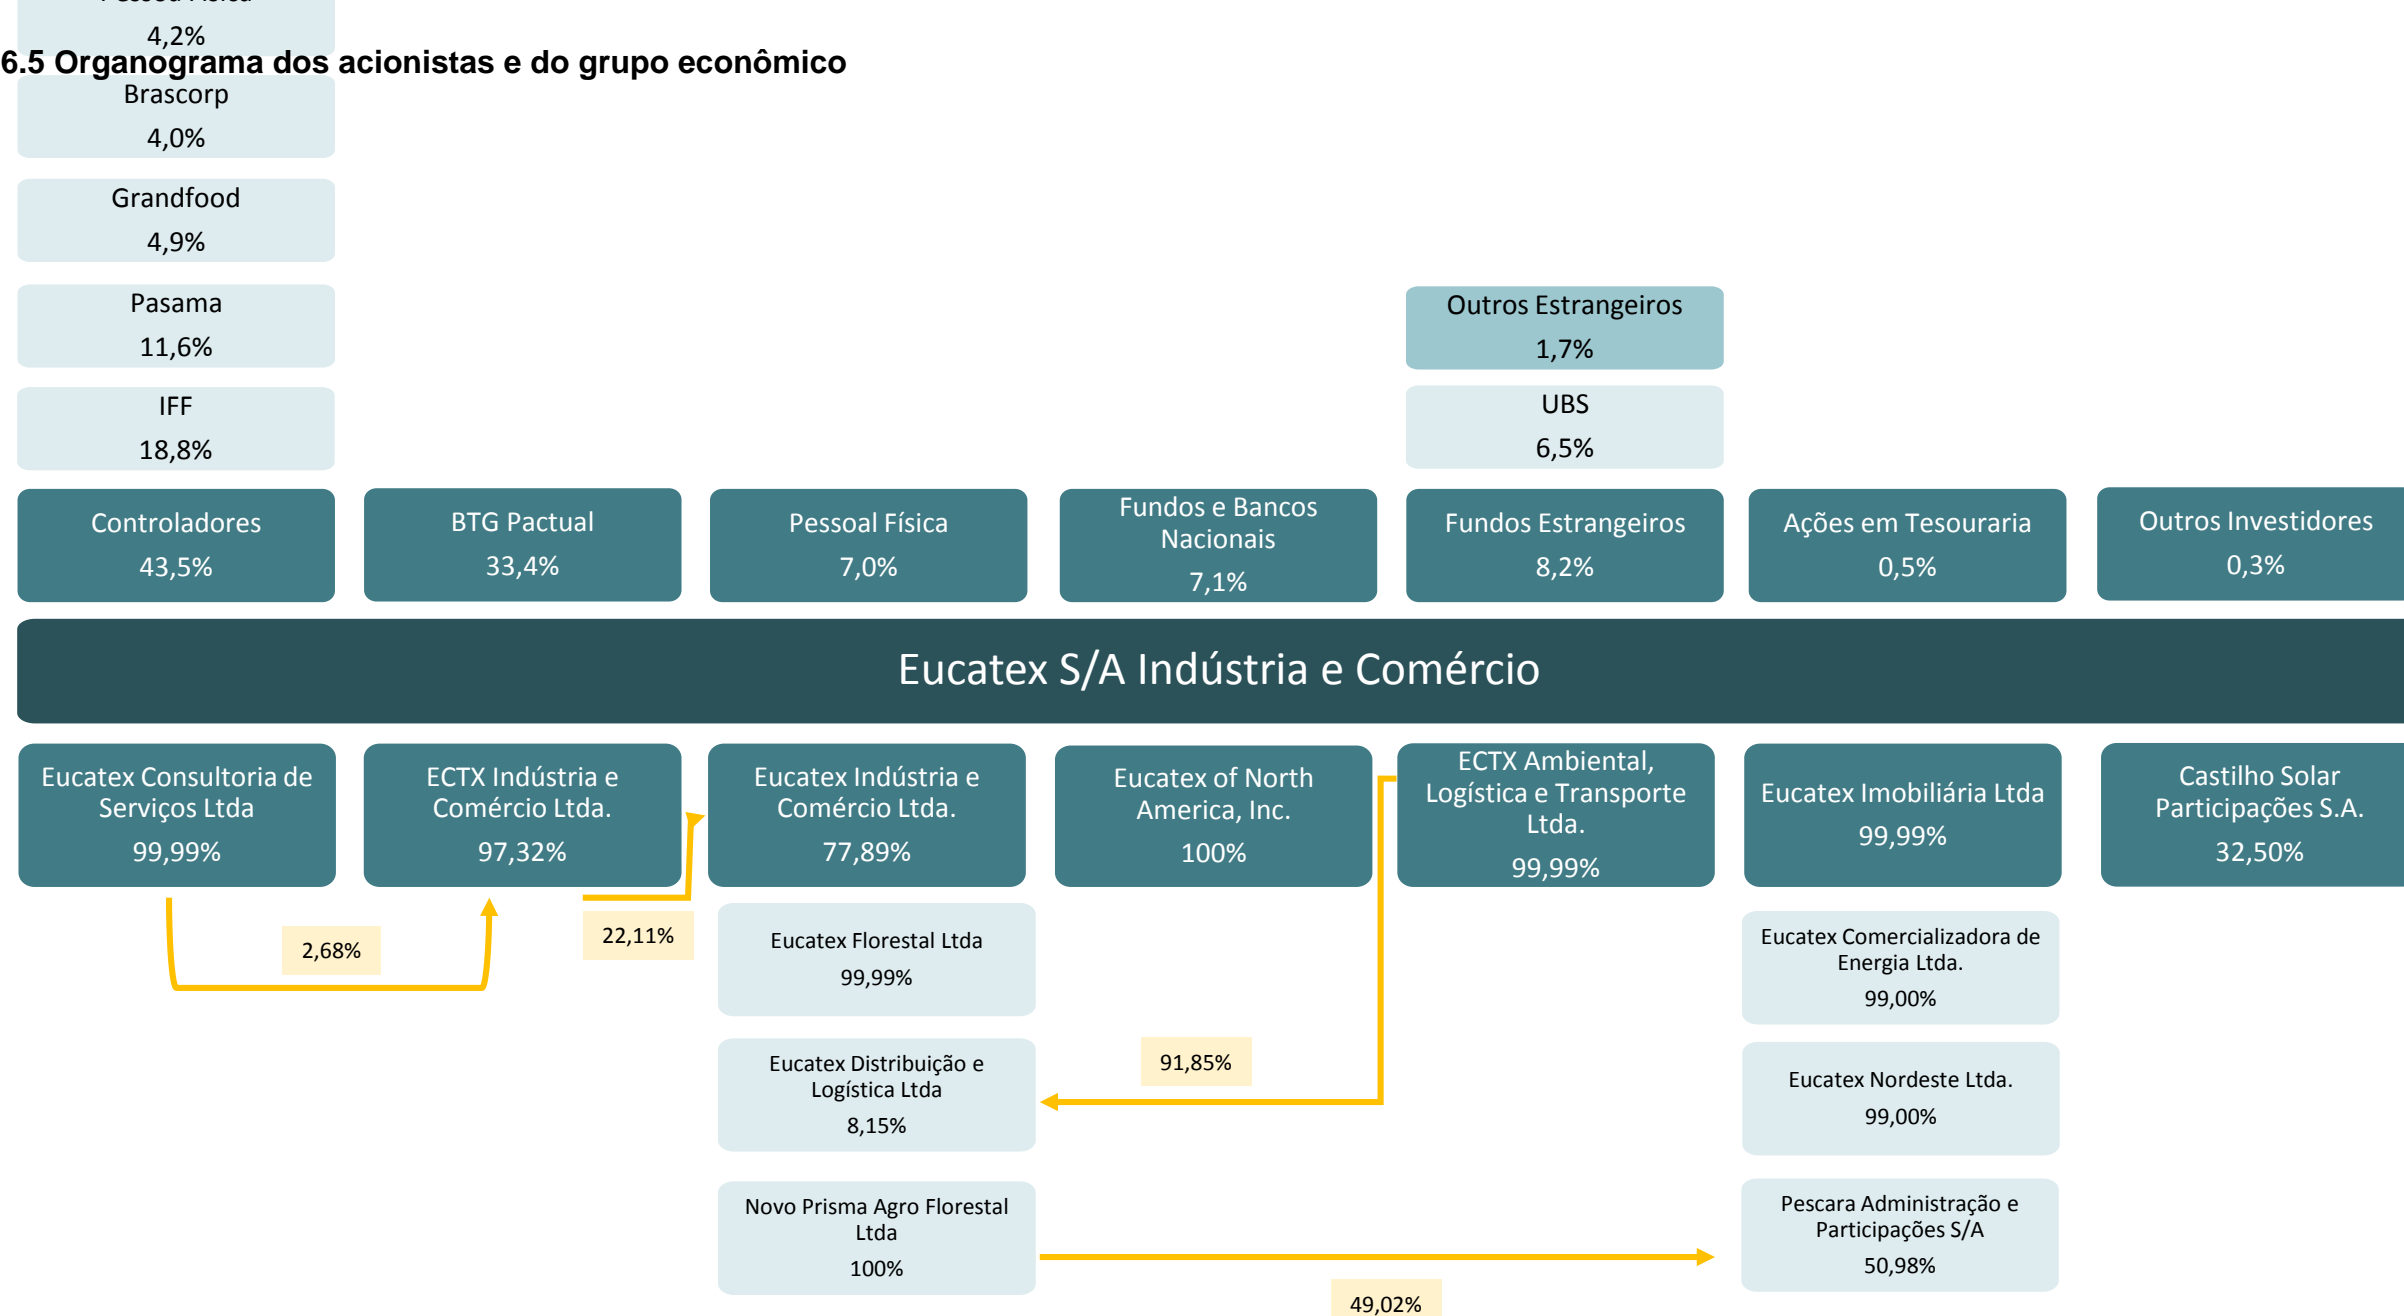 4,2%
6.5 Organograma dos acionistas e do grupo econômico
Brascorp
4,0%
Grandfood
4,9%
Pasama
11,6%
IFF
18,8%
Outros Estrangeiros
1,7%
UBS
6,5%
Controladores
43,5%
BTG Pactual
33,4%
Pessoal Física
7,0%
Fundos e Bancos
Nacionais
7,1%
Fundos Estrangeiros
8,2%
Ações em Tesouraria
0,5%
Outros Investidores
0,3%
Eucatex S/A Indústria e Comércio
Eucatex Consultoria de
Serviços Ltda
99,99%
ECTX Indústria e
Comércio Ltda.
97,32%
Eucatex Indústria e
Comércio Ltda.
77,89%
Eucatex of North
America, Inc.
100%
ECTX Ambiental,
Logística e Transporte
Ltda.
99,99%
Eucatex Imobiliária Ltda
99,99%
Castilho Solar
Participações S.A.
32,50%
2,68%
22,11%
Eucatex Florestal Ltda
99,99%
Eucatex Distribuição e
Logística Ltda
8,15%
Novo Prisma Agro Florestal
Ltda
100%
91,85%
49,02%
Eucatex Comercializadora de
Energia Ltda.
99,00%
Eucatex Nordeste Ltda.
99,00%
Pescara Administração e
Participações S/A
50,98%